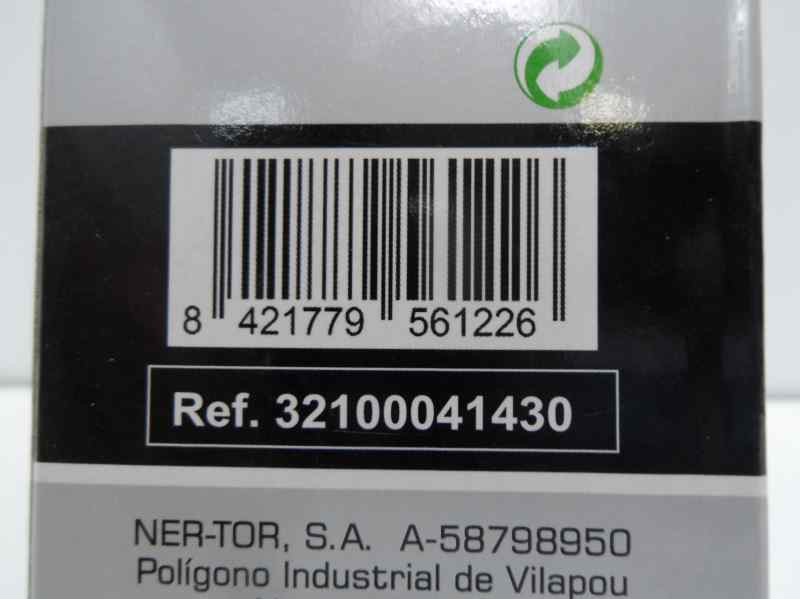 8 421779 561226
Ref. 32100041430
NER-TOR, S.A. A-58798950
Polígono Industrial de Vilapou